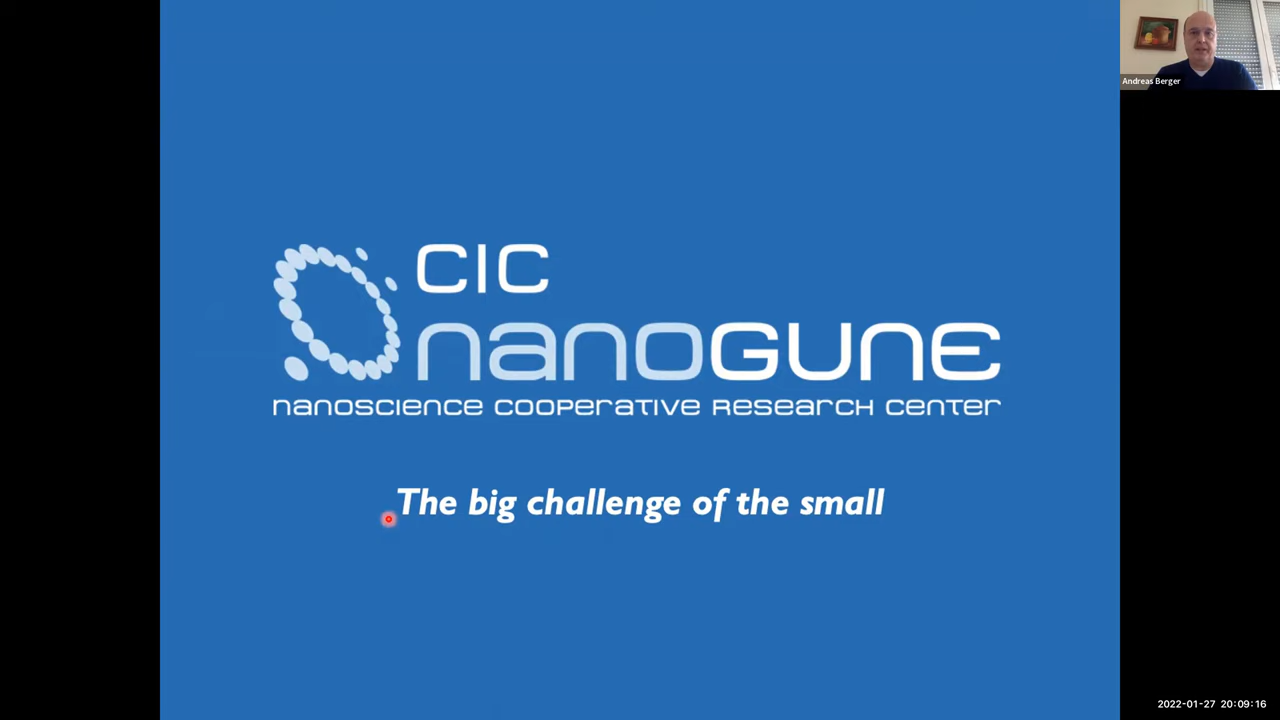 CIC
nanoGUNE
nanoscience cooperative research center
The big challenge of the small
Andreas Berger
2022-01-27 20:09:16